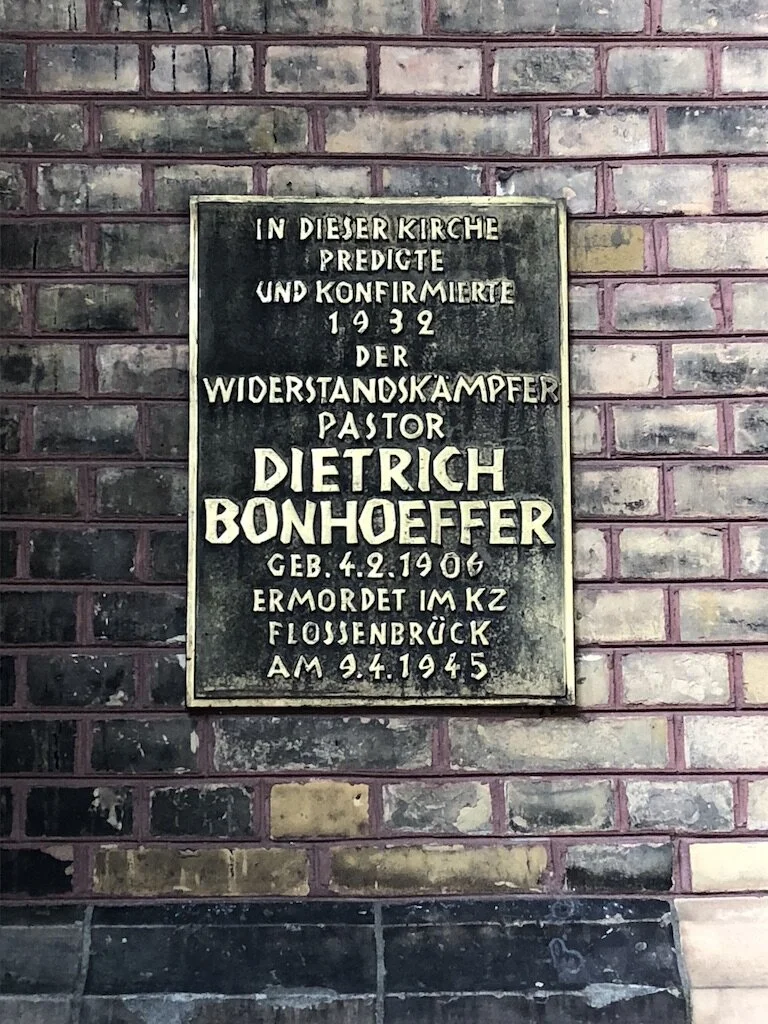 IN DIESER KIRCHE
PREDIGTE
UND KONFIRMIERTE
1932
DER
WIDERSTANDSKÄMPFER
PASTOR
DIETRICH
BONHOEFFER
GEB. 4.2.1906
ERMORDET IM KZ
FLOSSENBRÜCK
AM 9.4.1945